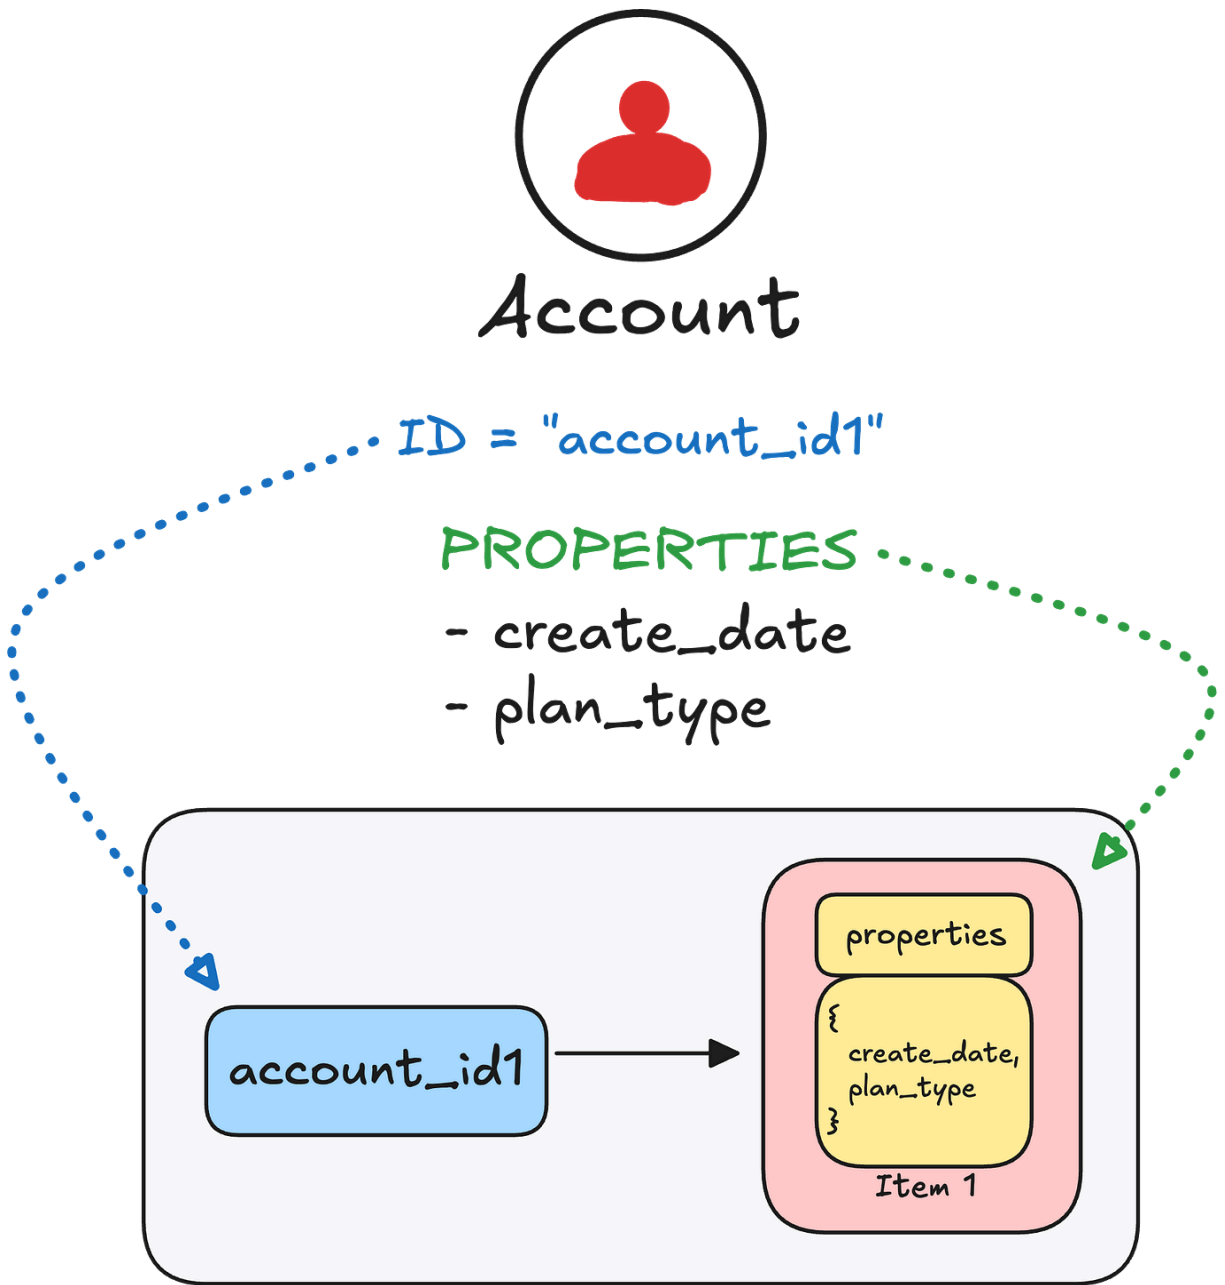 Account
ID = "account_id1"
PROPERTIES
- create_date
- plan_type
properties
{
create_date,
plan_type
}
Item 1
account_id1